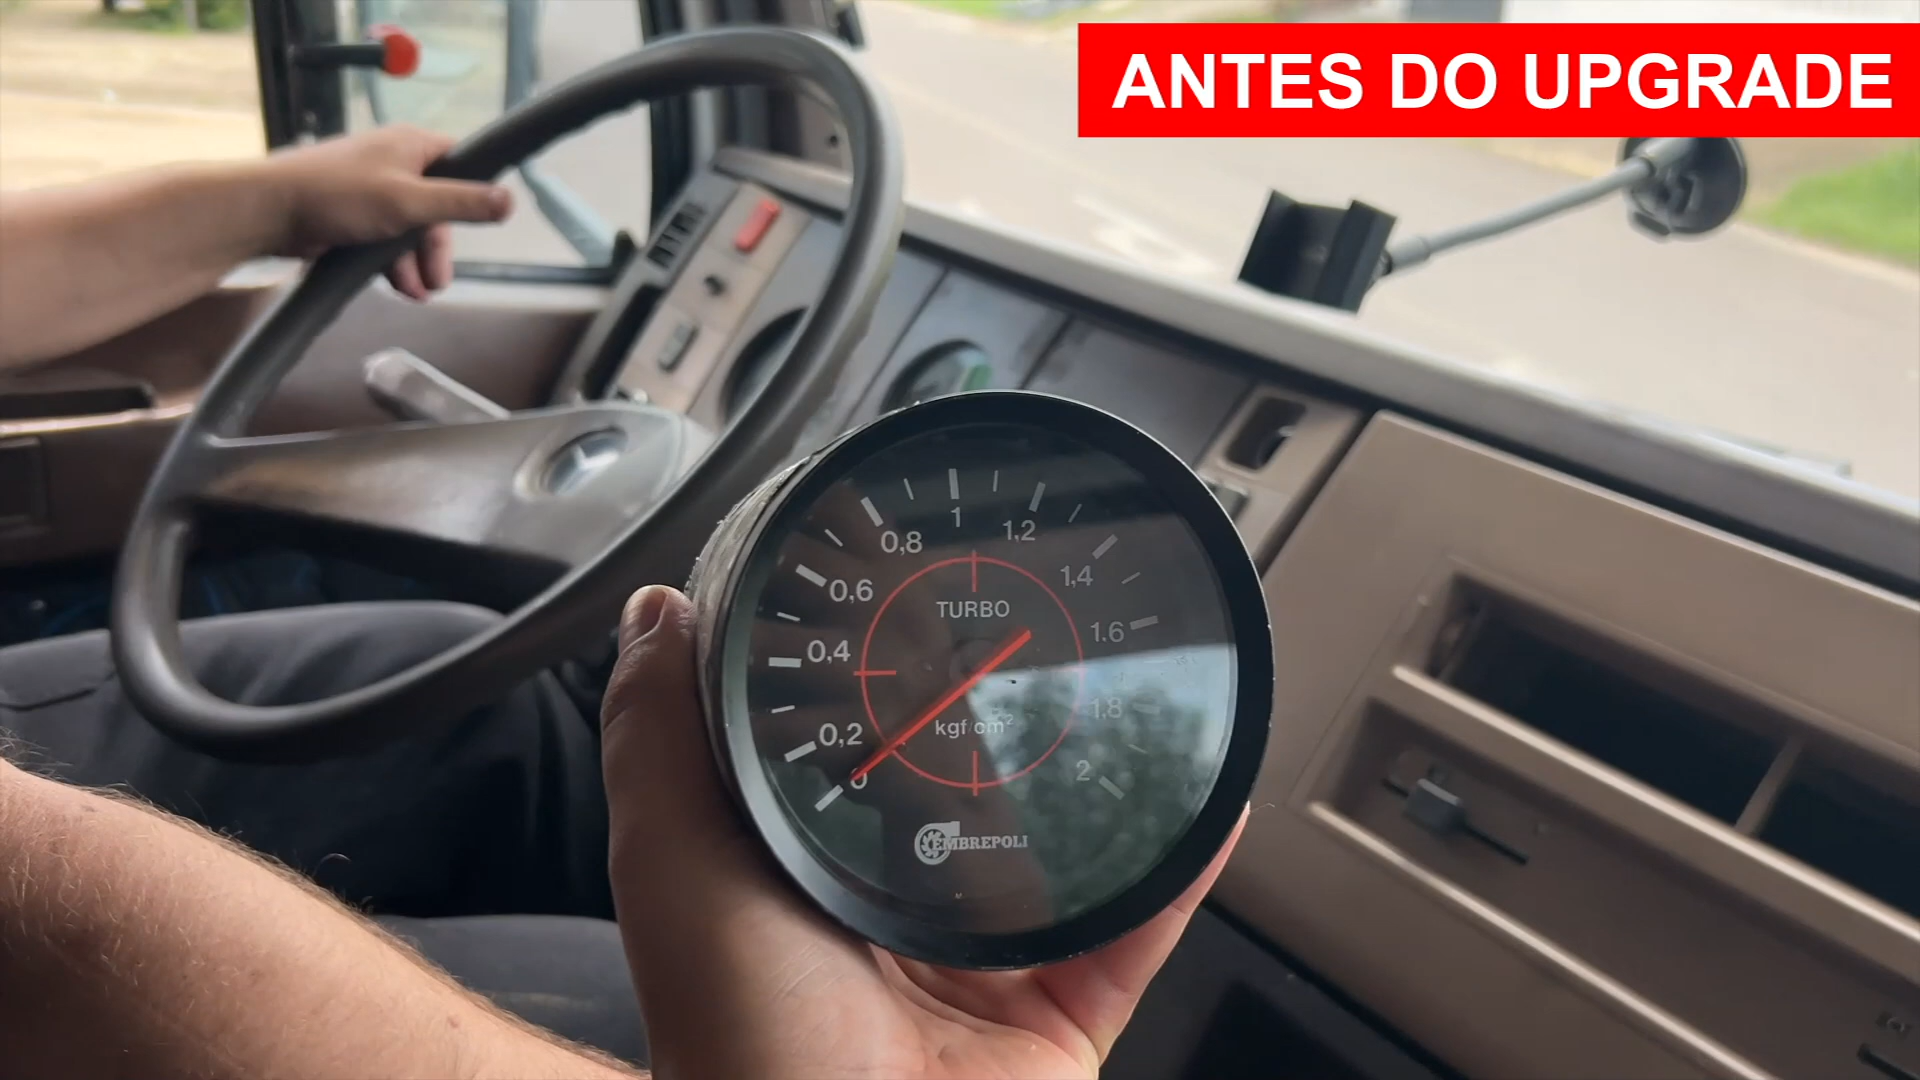 ANTES DO UPGRADE
1
0,8
1,2
1,4
0,6
TURBO
1.6
0,4
1,8
kgf/cm²
0,2
2
0
EMBREPOLI
M